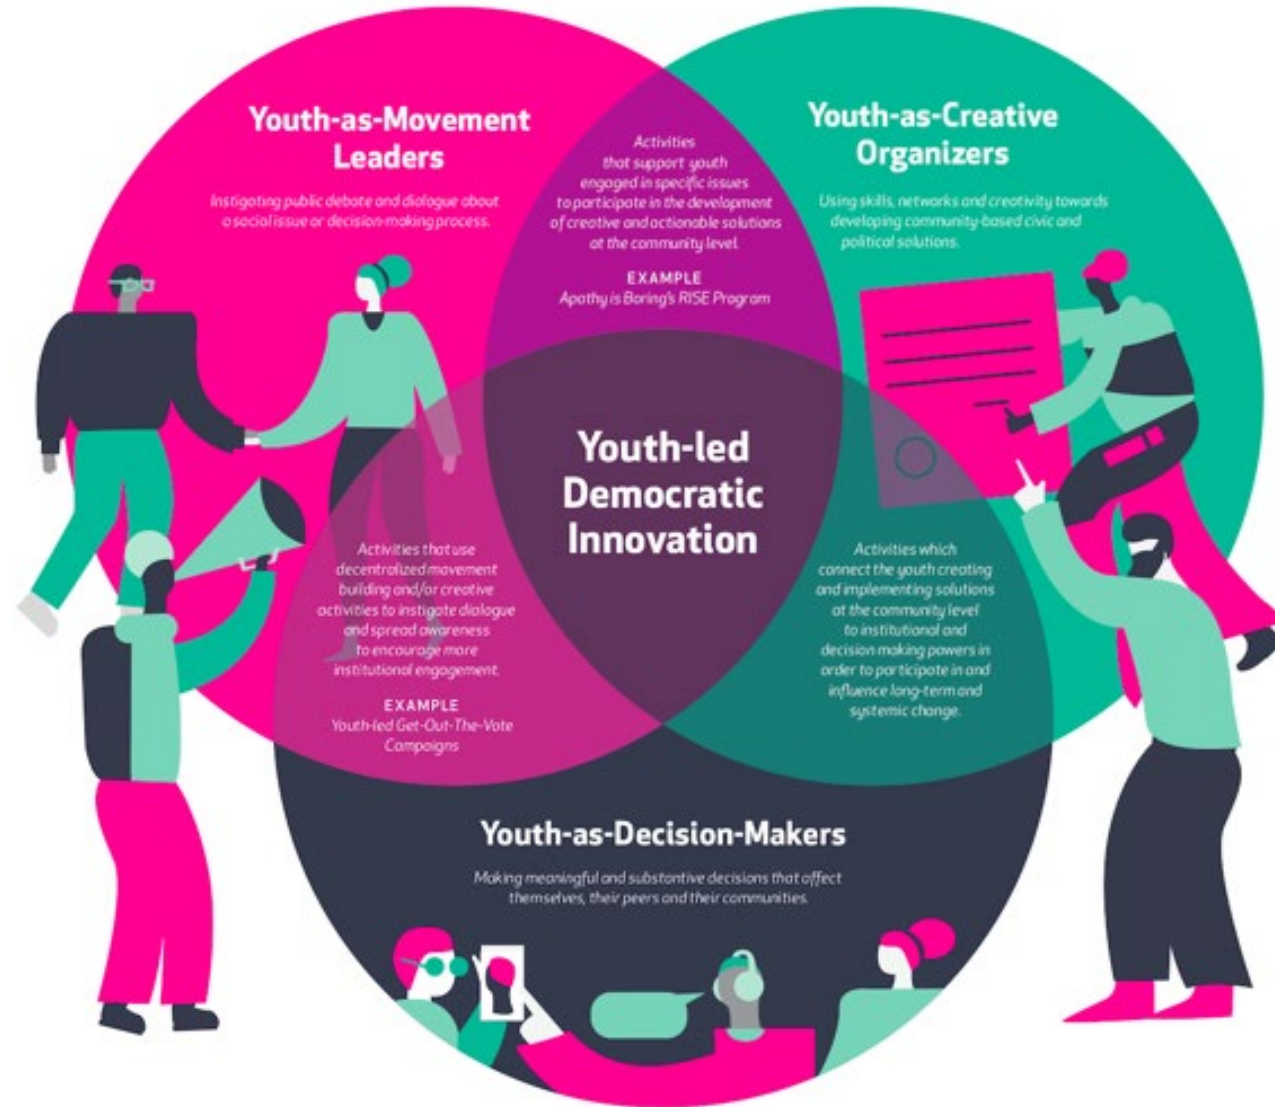 Youth-as-Movement
Leaders
Instigating public debate and dialogue about
a social issue or decision-making process.
Activities
that support youth
engaged in specific issues
to participate in the development
of creative and actionable solutions
at the community level
EXAMPLE
Apathy is Boring's RISE Program
Youth-as-Creative
Organizers
Using skills, networks and creativity towards
developing community-based civic and
political solutions.
Youth-led
Democratic
Innovation
Activities that use
decentralized movement
building and/or creative
activities to instigate dialogue
and spread awareness
to encourage more
institutional engagement.
EXAMPLE
Youth-led Get-Out-The-Vote
Campaigns
Activities which
connect the youth creating
and implementing solutions
at the community level
to institutional and
decision making powers in
order to participate in and
influence long-term and
systemic change.
Youth-as-Decision-Makers
Making meaningful and substantive decisions that affect
themselves, their peers and their communities.